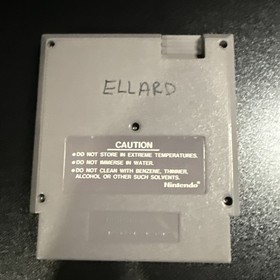 ELLARD
CAUTION
• DO NOT STORE IN EXTREME TEMPERATURES.
• DO NOT IMMERSE IN WATER.
• DO NOT CLEAN WITH BENZENE, THINNER,
ALCOHOL OR OTHER SUCH SOLVENTS.
Nintendo®